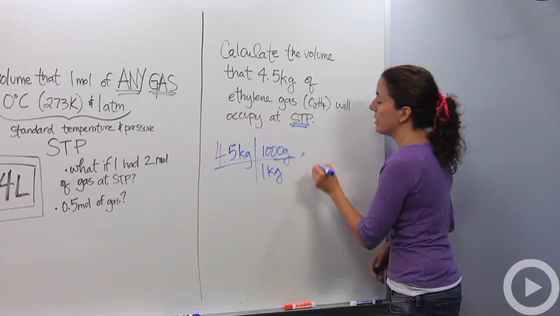 olume that 1 mol of ANY GAS
0°C (273K) & 1atm
standard temperature & pressure
STP
• what if I had 2 mol
of gas at STP?
• 0.5mol of gas?
4L
Calculate the volume
that 4.5kg of
ethylene gas (C₂H₄) will
occupy at STP.
4.5kg | 1000g
1kg